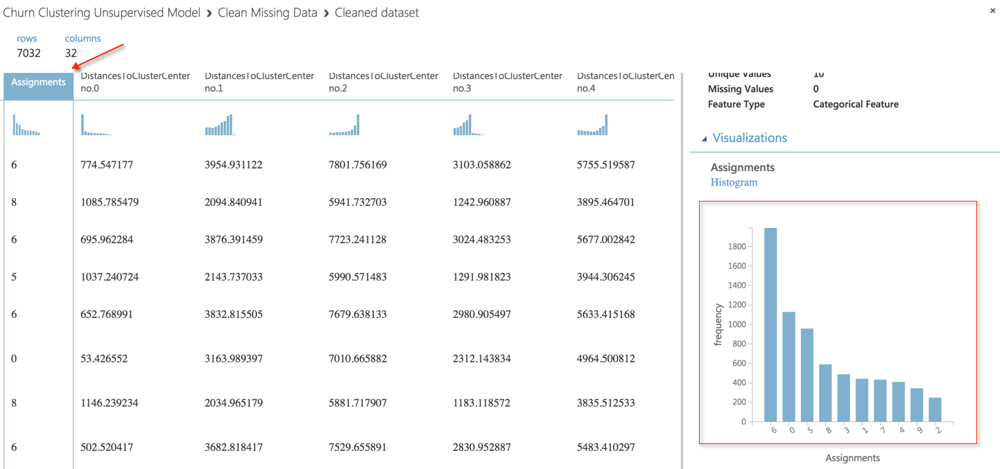 Churn Clustering Unsupervised Model › Clean Missing Data › Cleaned dataset
×
rows columns
7032 32
Assignments
DistancesToClusterCenter no.0
DistancesToClusterCenter no.1
DistancesToClusterCenter no.2
DistancesToClusterCenter no.3
DistancesToClusterCen no.4
6 774.547177 3954.931122 7801.756169 3103.058862 5755.519587
8 1085.785479 2094.840941 5941.732703 1242.960887 3895.464701
6 695.962284 3876.391459 7723.241128 3024.483253 5677.002842
5 1037.240724 2143.737033 5990.571483 1291.981823 3944.306245
6 652.768991 3832.815505 7679.638133 2980.905497 5633.415168
0 53.426552 3163.989397 7010.665882 2312.143834 4964.500812
8 1146.239234 2034.965179 5881.717907 1183.118572 3835.512533
6 502.520417 3682.818417 7529.655891 2830.952887 5483.410297
Unique Values 10
Missing Values 0
Feature Type Categorical Feature
Visualizations
Assignments
Histogram
frequency
1800
1600
1400
1200
1000
800
600
400
200
0
6 0 5 8 3 1 7 4 9 2
Assignments